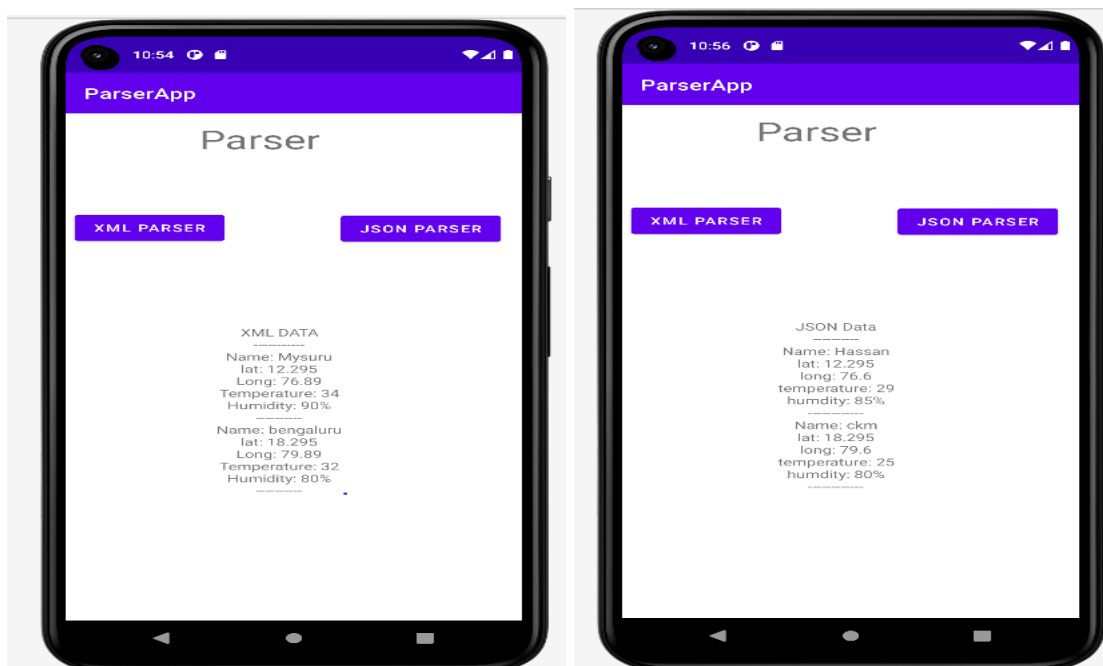 10:54
ParserApp
Parser
XML PARSER
JSON PARSER
XML DATA
-----------
Name: Mysuru
lat: 12.295
Long: 76.89
Temperature: 34
Humidity: 90%
-----------
Name: bengaluru
lat: 18.295
Long: 79.89
Temperature: 32
Humidity: 80%
-----------
10:56
ParserApp
Parser
XML PARSER
JSON PARSER
JSON Data
-----------
Name: Hassan
lat: 12.295
long: 76.6
temperature: 29
humdity: 85%
-------------
Name: ckm
lat: 18.295
long: 79.6
temperature: 25
humdity: 80%
-------------